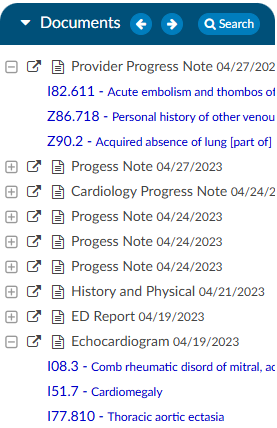 Documents Search
Provider Progress Note 04/27/202
I82.611 - Acute embolism and thombos of
Z86.718 - Personal history of other venou
Z90.2 - Acquired absence of lung [part of]
Progess Note 04/27/2023
Cardiology Progress Note 04/24/2
Progess Note 04/24/2023
Progess Note 04/24/2023
Progess Note 04/24/2023
History and Physical 04/21/2023
ED Report 04/19/2023
Echocardiogram 04/19/2023
I08.3 - Comb rheumatic disord of mitral, ao
I51.7 - Cardiomegaly
I77.810 - Thoracic aortic ectasia